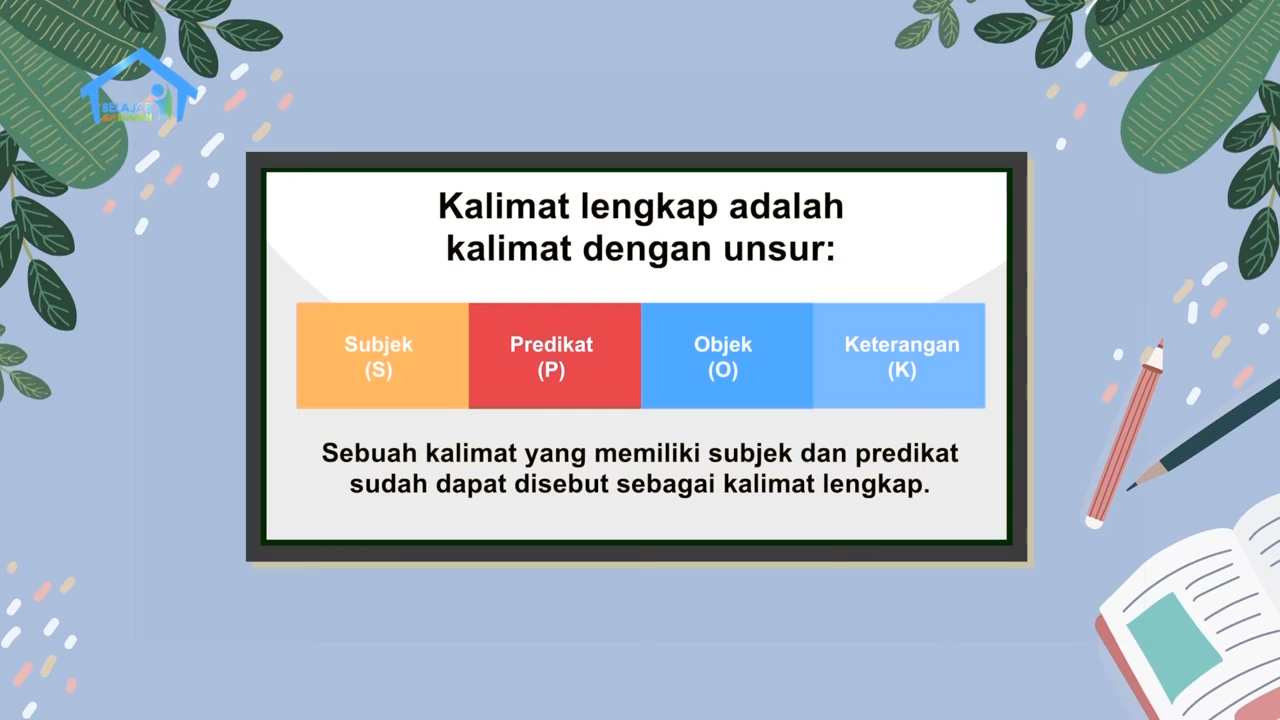 BELAJAR
Kalimat lengkap adalah
kalimat dengan unsur:
Subjek
(S)
Predikat
(P)
Objek
(O)
Keterangan
(K)
Sebuah kalimat yang memiliki subjek dan predikat
sudah dapat disebut sebagai kalimat lengkap.